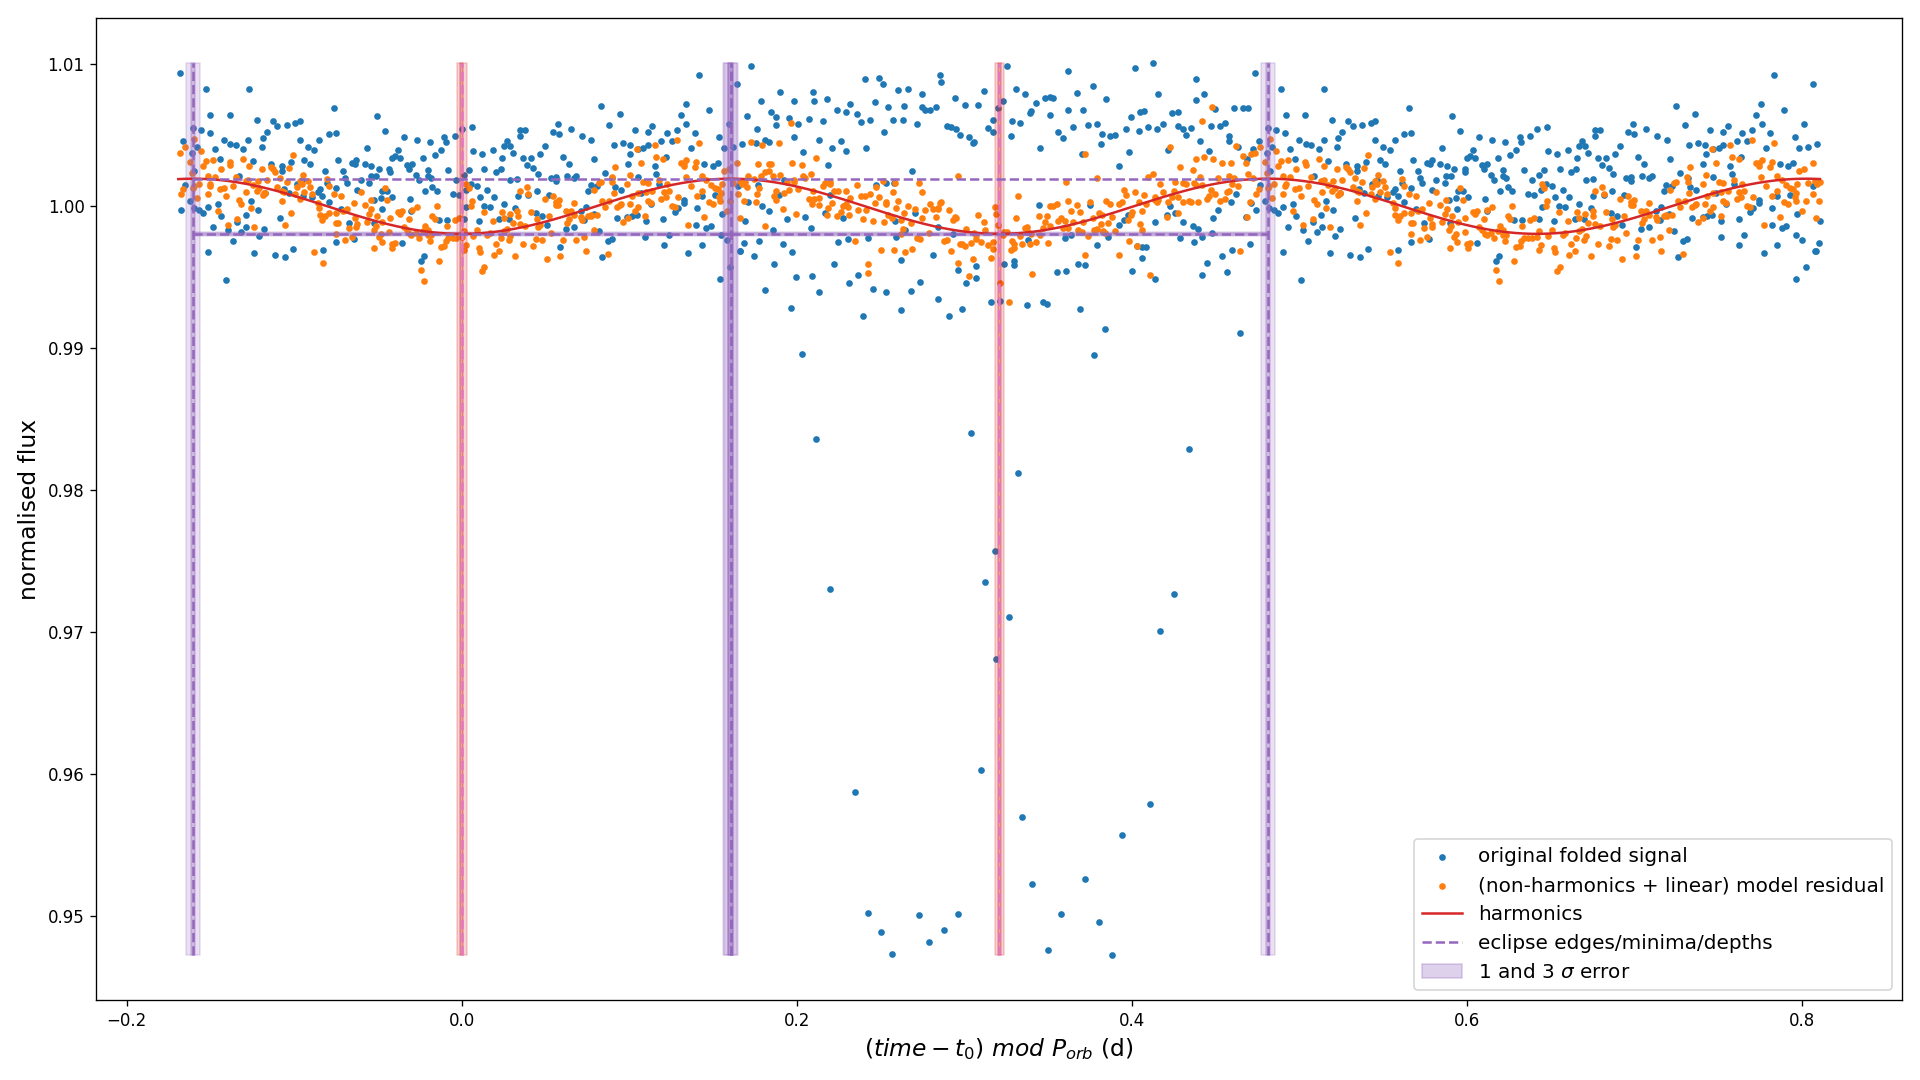 1.01
1.00
0.99
0.98
0.97
0.96
0.95
normalised flux
−0.2
0.0
0.2
0.4
0.6
0.8
(time − t₀) mod Pₒᵣᵦ (d)
original folded signal
(non-harmonics + linear) model residual
harmonics
eclipse edges/minima/depths
1 and 3 σ error